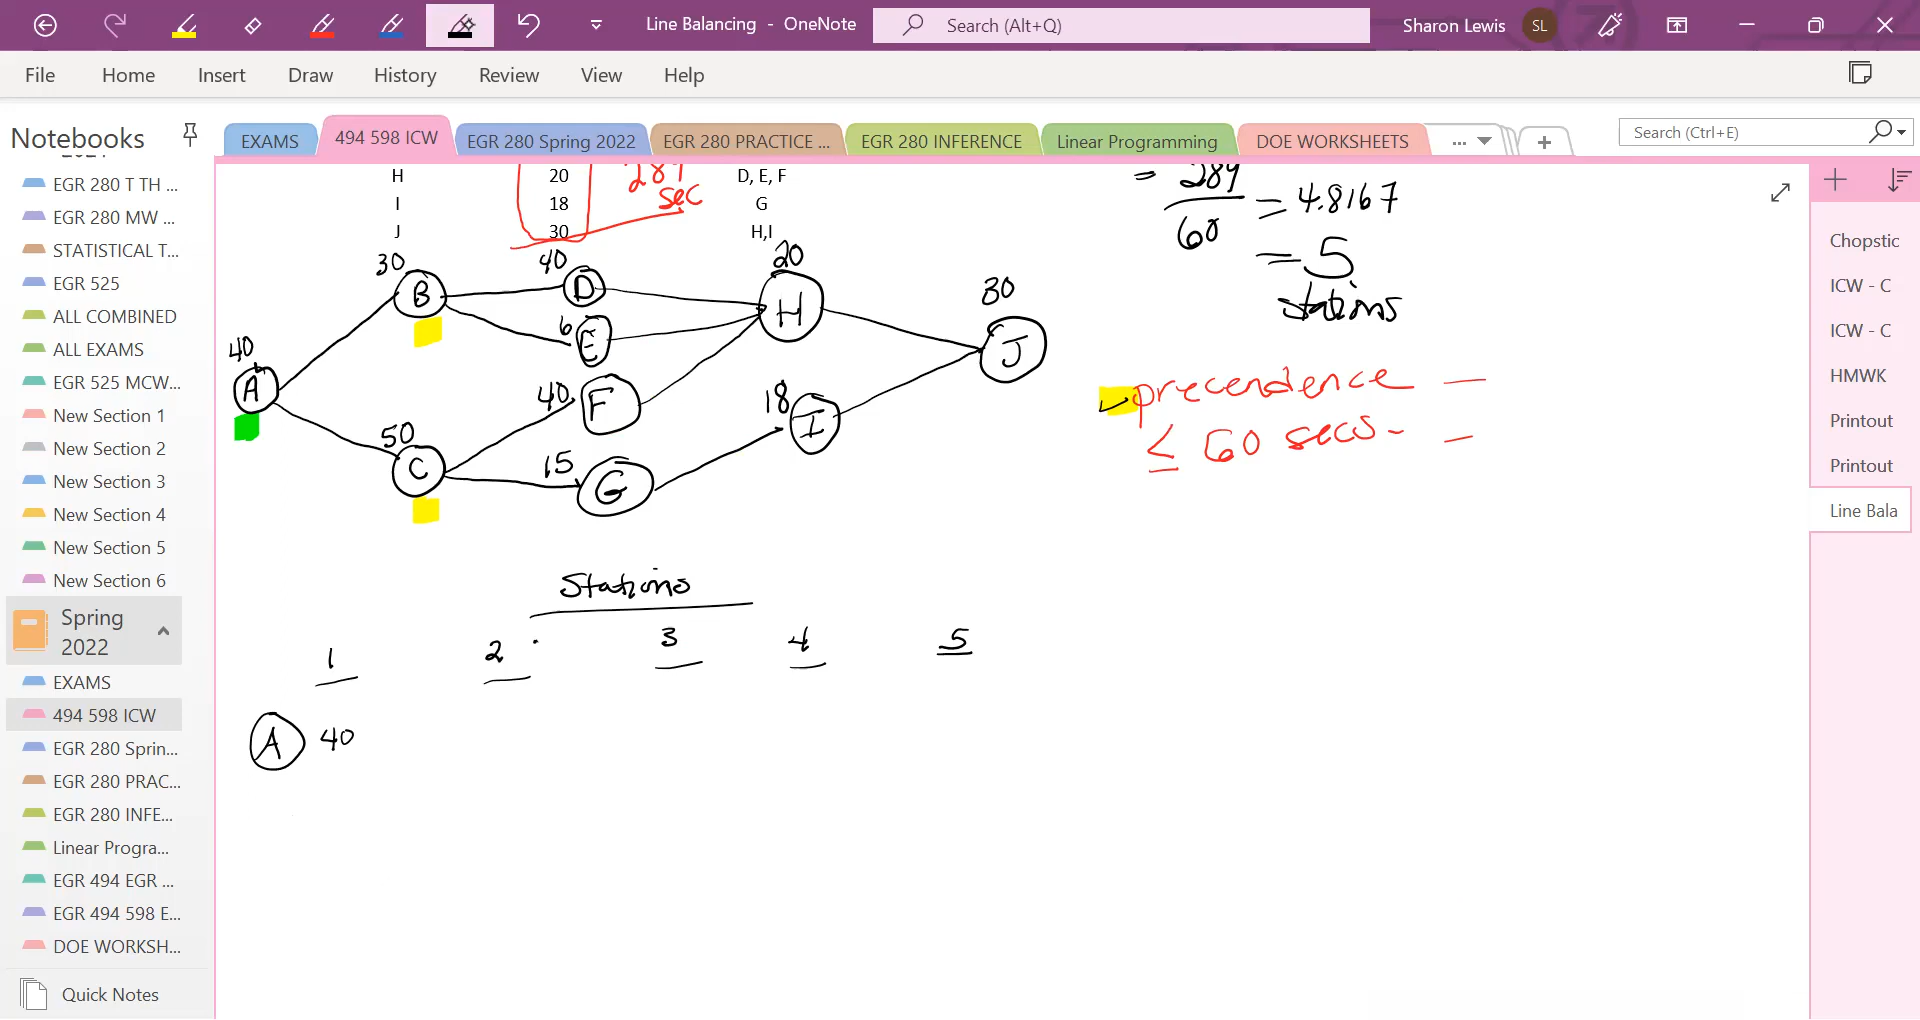 Line Balancing - OneNote
Search (Alt+Q)
Sharon Lewis
SL
File Home Insert Draw History Review View Help
Notebooks
EXAMS
494 598 ICW
EGR 280 Spring 2022
EGR 280 PRACTICE ...
EGR 280 INFERENCE
Linear Programming
DOE WORKSHEETS
...
Search (Ctrl+E)
EGR 280 T TH ...
EGR 280 MW ...
STATISTICAL T...
EGR 525
ALL COMBINED
ALL EXAMS
EGR 525 MCW...
New Section 1
New Section 2
New Section 3
New Section 4
New Section 5
New Section 6
Spring
2022
EXAMS
494 598 ICW
EGR 280 Sprin...
EGR 280 PRAC...
EGR 280 INFE...
Linear Progra...
EGR 494 EGR ...
EGR 494 598 E...
DOE WORKSH...
Quick Notes
H 20 D, E, F
I 18 G
J 30 H,I
289
sec
= 289
60
= 4.8167
= 5
stations
precendence —
≤ 60 secs - —
40 A
30 B
50 C
40 D
6 E
40 F
15 G
20 H
18 I
30 J
Stations
1 2 3 4 5
A 40
Chopstic
ICW - C
ICW - C
HMWK
Printout
Printout
Line Bala